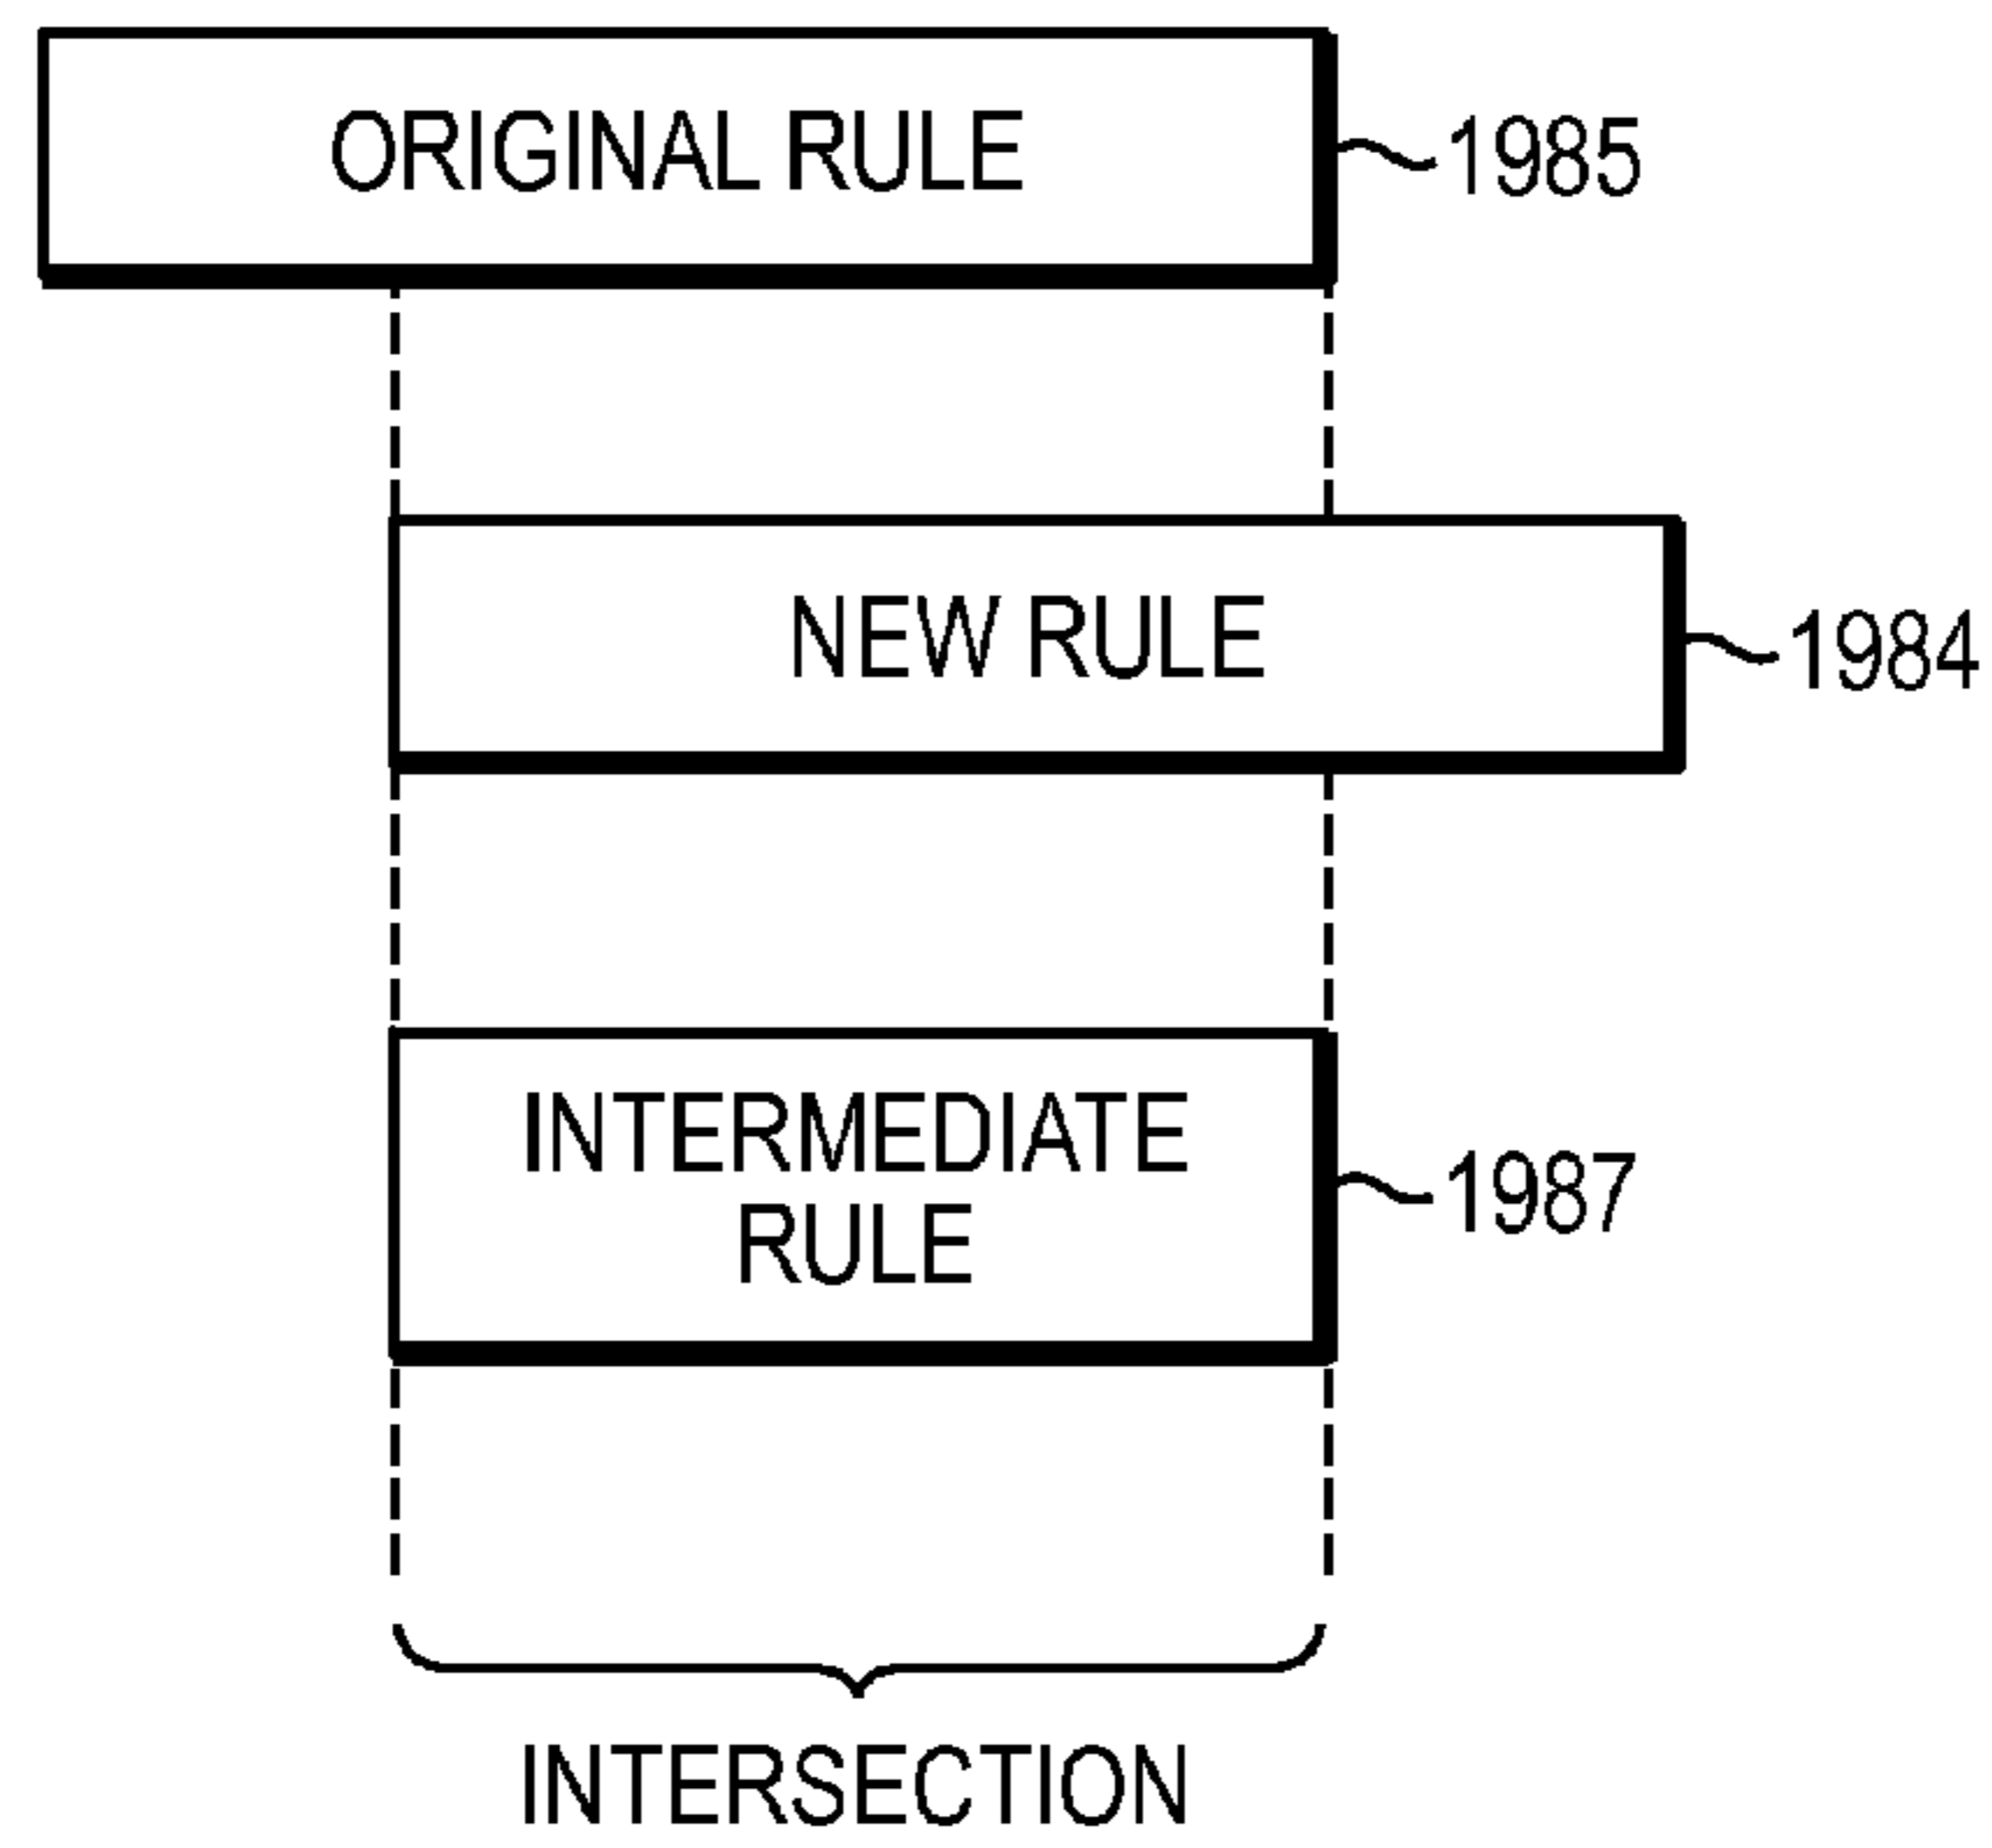 ORIGINAL RULE
1985
NEW RULE
1984
INTERMEDIATE
RULE
1987
INTERSECTION